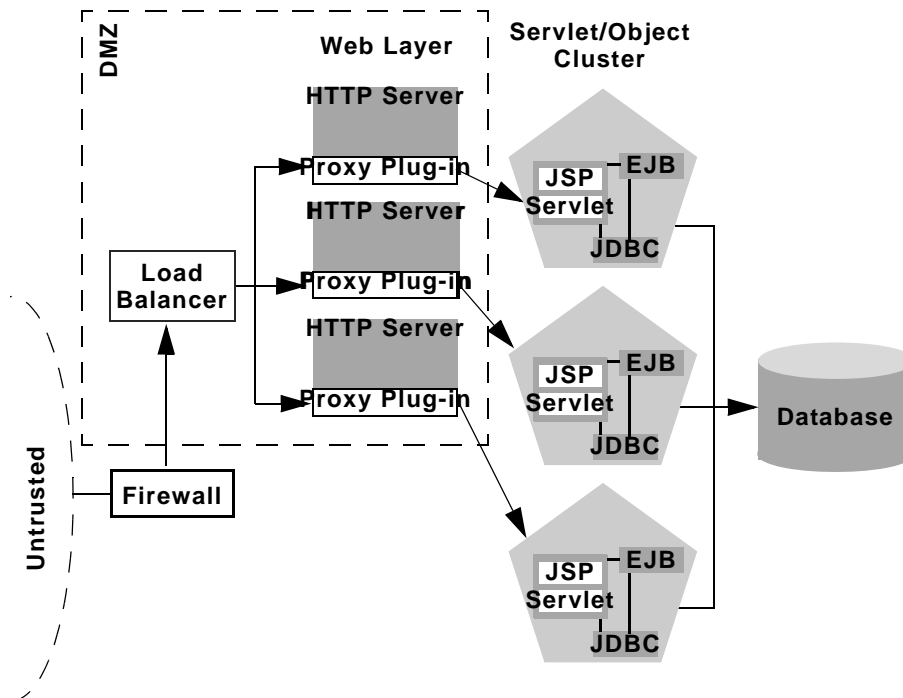 DMZ
Web Layer
HTTP Server
Proxy Plug-in
HTTP Server
Proxy Plug-in
HTTP Server
Proxy Plug-in
Load
Balancer
Untrusted
Firewall
Servlet/Object
Cluster
JSP
Servlet
EJB
JDBC
JSP
Servlet
EJB
JDBC
JSP
Servlet
EJB
JDBC
Database